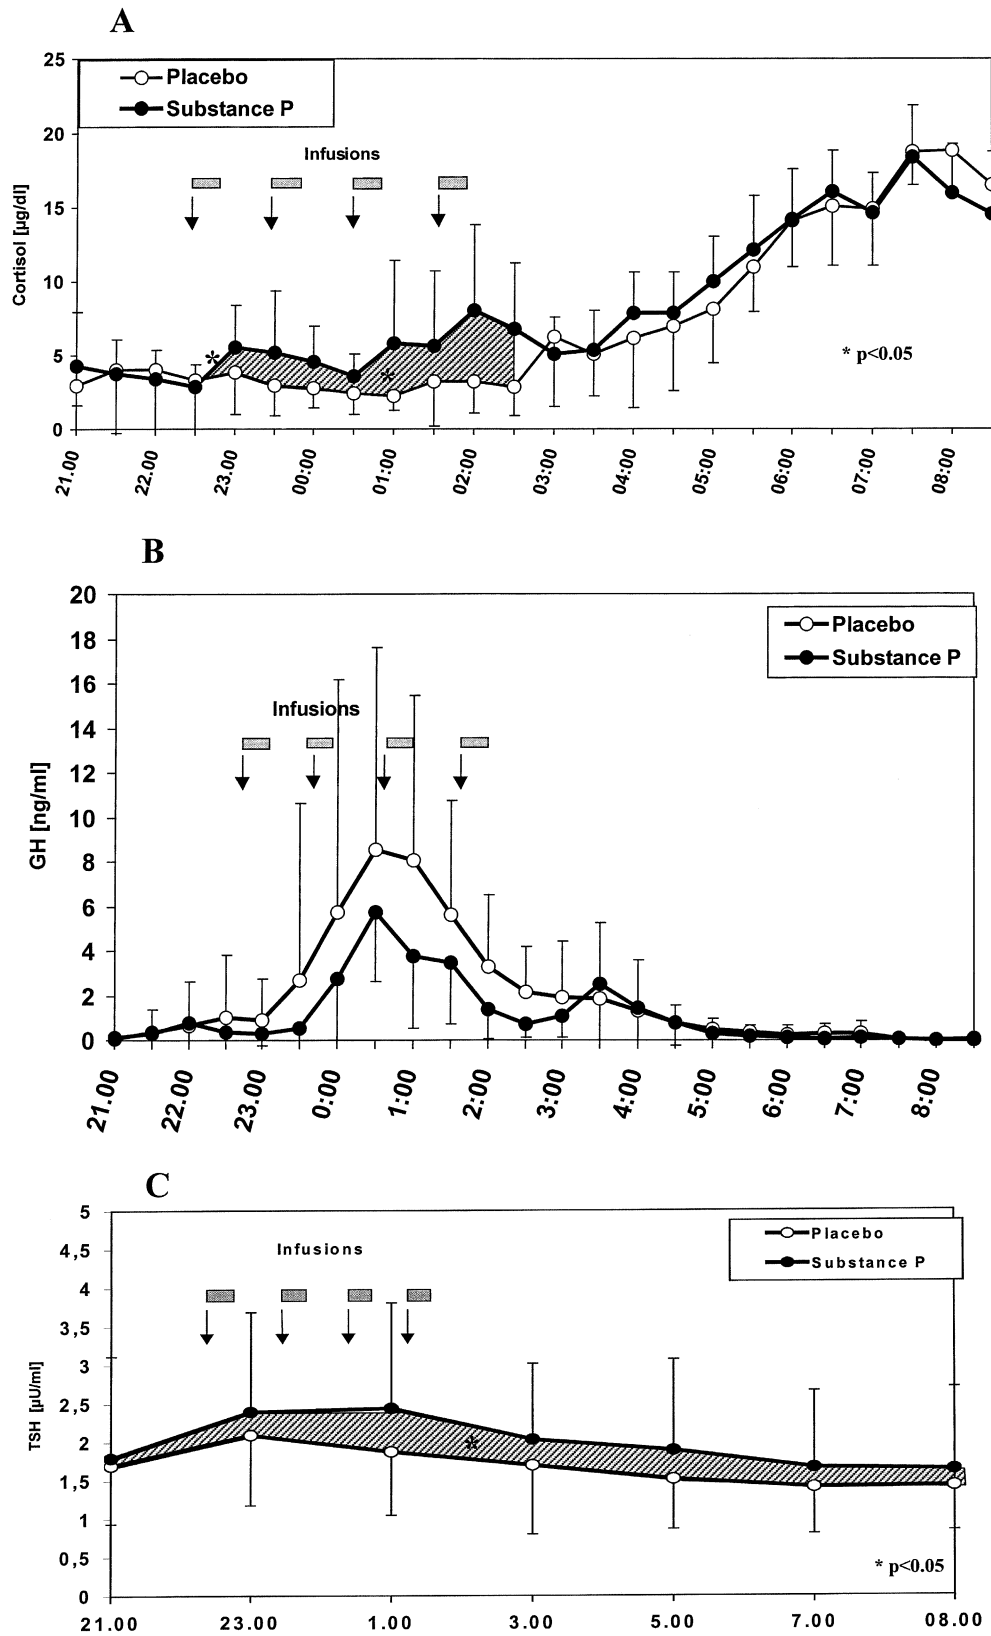 A
25
20
15
10
5
0
Cortisol [µg/dl]
Placebo
Substance P
Infusions
*
*
* p<0.05
21.00 22.00 23.00 00:00 01:00 02:00 03:00 04:00 05:00 06:00 07:00 08:00
B
20
18
16
14
12
10
8
6
4
2
0
GH [ng/ml]
Placebo
Substance P
Infusions
21.00 22.00 23.00 0:00 1:00 2:00 3:00 4:00 5:00 6:00 7:00 8:00
C
5
4,5
4
3,5
3
2,5
2
1,5
1
0,5
0
TSH [µU/ml]
Placebo
Substance P
Infusions
*
* p<0.05
21.00 23.00 1.00 3.00 5.00 7.00 08.00